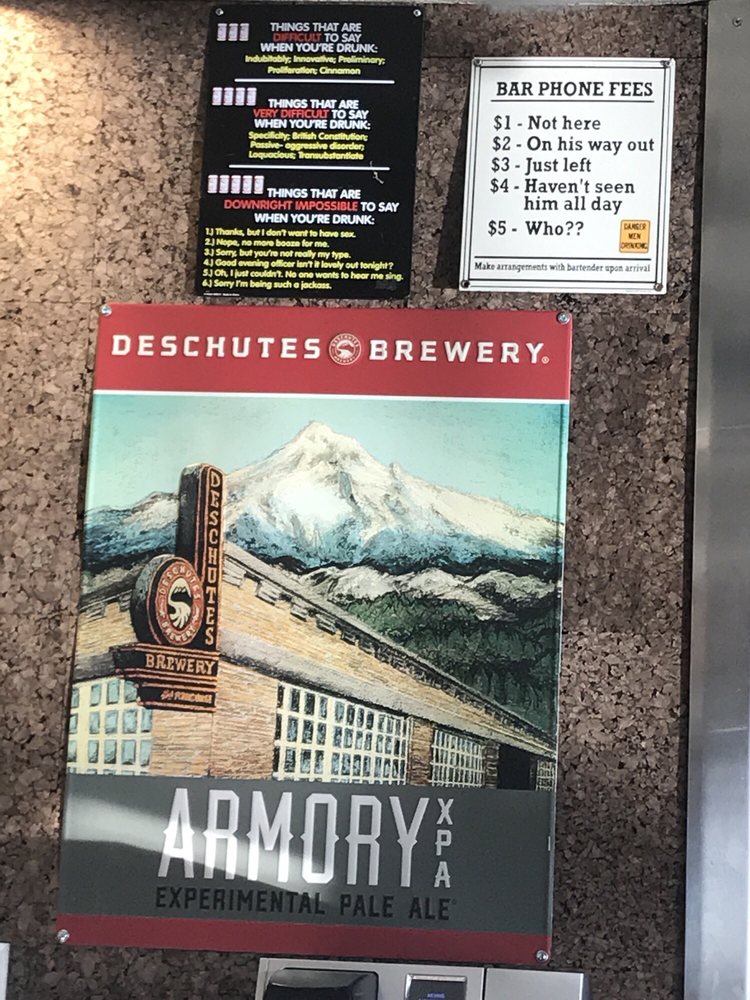 THINGS THAT ARE
DIFFICULT TO SAY
WHEN YOU'RE DRUNK:
Indubitably; Innovative; Preliminary;
Proliferation; Cinnamon
THINGS THAT ARE
VERY DIFFICULT TO SAY
WHEN YOU'RE DRUNK:
Specificity; British Constitution;
Passive- aggressive disorder;
Loquacious; Transubstantiate
THINGS THAT ARE
DOWNRIGHT IMPOSSIBLE TO SAY
WHEN YOU'RE DRUNK:
1.) Thanks, but I don't want to have sex.
2.) Nope, no more booze for me.
3.) Sorry, but you're not really my type.
4.) Good evening officer isn't it lovely out tonight?
5.) Oh, I just couldn't. No one wants to hear me sing.
6.) Sorry I'm being such a jackass.
BAR PHONE FEES
$1 - Not here
$2 - On his way out
$3 - Just left
$4 - Haven't seen
him all day
$5 - Who??
DANGER
MEN
DRINKING
Make arrangements with bartender upon arrival
DESCHUTES BREWERY®
DESCHUTES
DESCHUTES
BREWERY
BREWERY
ARMORY XPA
EXPERIMENTAL PALE ALE